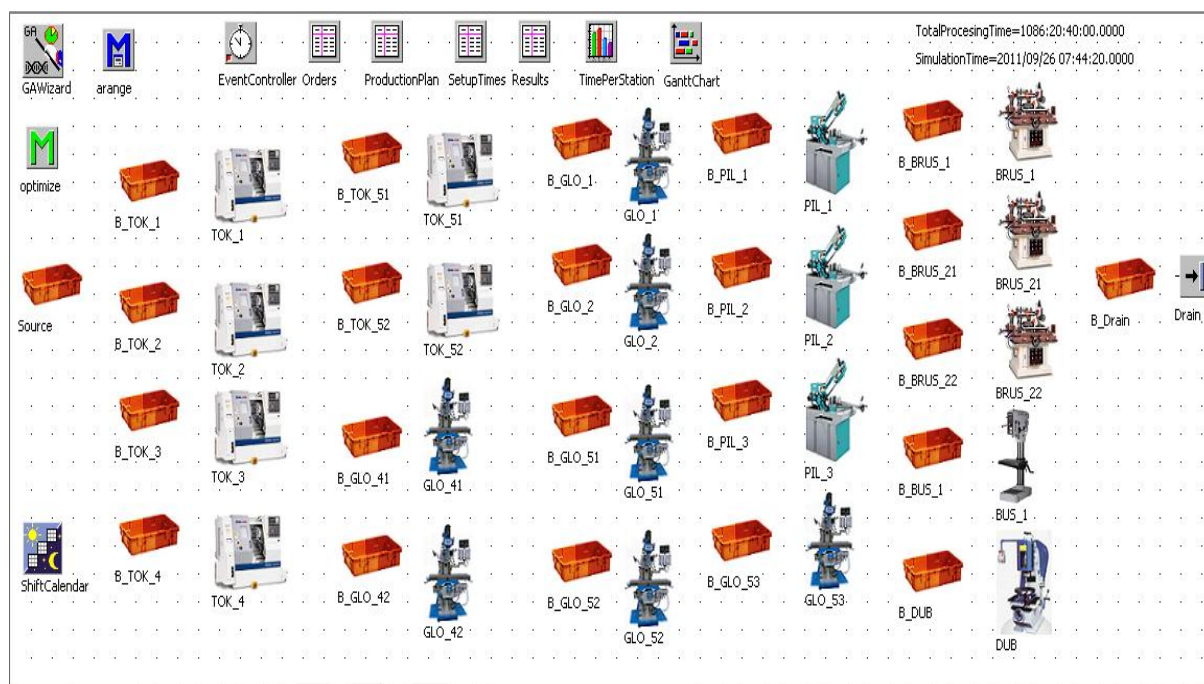 TotalProcesingTime=1086:20:40:00.0000
SimulationTime=2011/09/26 07:44:20.0000
GA
GAWizard
M
arange
EventController Orders ProductionPlan SetupTimes Results TimePerStation GanttChart
M
optimize
B_TOK_1
TOK_1
B_TOK_51
TOK_51
B_GLO_1
GLO_1
B_PIL_1
PIL_1
B_BRUS_1
BRUS_1
Source
B_TOK_2
TOK_2
B_TOK_52
TOK_52
B_GLO_2
GLO_2
B_PIL_2
PIL_2
B_BRUS_21
BRUS_21
B_Drain
Drain
B_BRUS_22
BRUS_22
B_TOK_3
TOK_3
B_GLO_41
GLO_41
B_GLO_51
GLO_51
B_PIL_3
PIL_3
B_BUS_1
BUS_1
ShiftCalendar
B_TOK_4
TOK_4
B_GLO_42
GLO_42
B_GLO_52
GLO_52
B_GLO_53
GLO_53
B_DUB
DUB